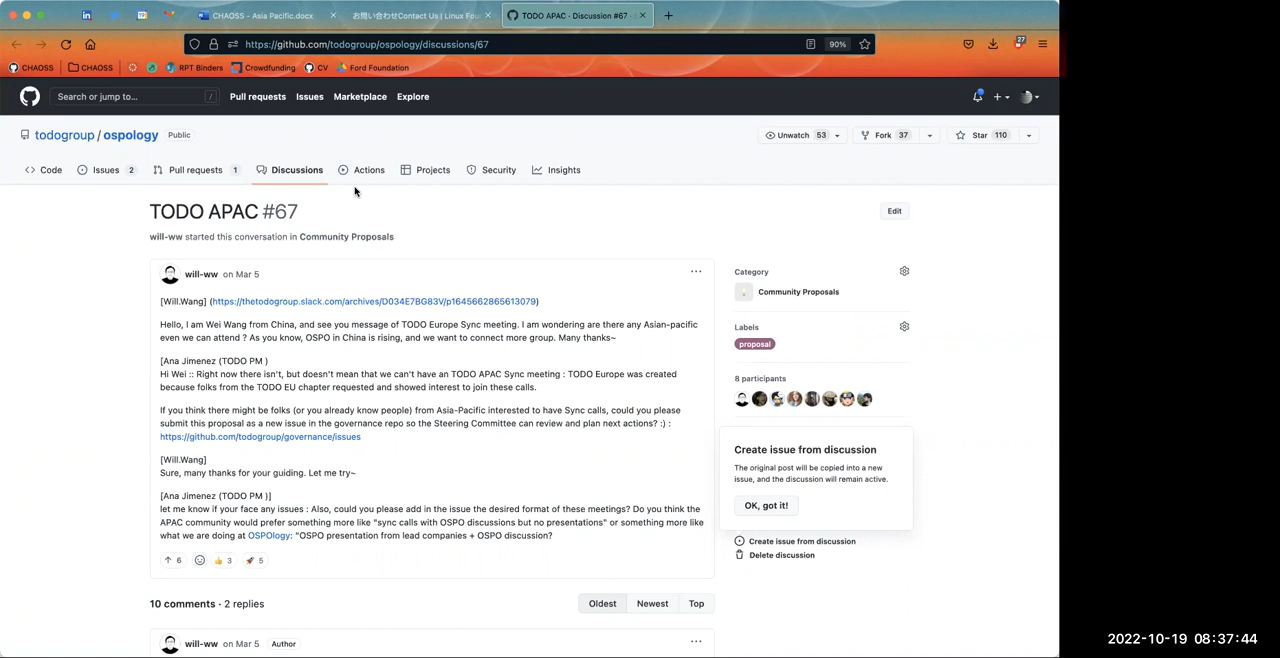 CHAOSS - Asia Pacific.docx
お問い合わせContact Us | Linux Fou
TODO APAC · Discussion #67 ·
https://github.com/todogroup/ospology/discussions/67
90%
27
CHAOSS
CHAOSS
RPT Binders
Crowdfunding
CV
Ford Foundation
Search or jump to...
/
Pull requests
Issues
Marketplace
Explore
todogroup / ospology
Public
Unwatch 53
Fork 37
Star 110
Code
Issues 2
Pull requests 1
Discussions
Actions
Projects
Security
Insights
TODO APAC #67
Edit
will-ww started this conversation in Community Proposals
will-ww on Mar 5
[Will.Wang] (https://thetodogroup.slack.com/archives/D034E7BG83V/p1645662865613079)
Hello, I am Wei Wang from China, and see you message of TODO Europe Sync meeting. I am wondering are there any Asian-pacific
even we can attend ? As you know, OSPO in China is rising, and we want to connect more group. Many thanks~
[Ana Jimenez (TODO PM )
Hi Wei :: Right now there isn't, but doesn't mean that we can't have an TODO APAC Sync meeting : TODO Europe was created
because folks from the TODO EU chapter requested and showed interest to join these calls.
If you think there might be folks (or you already know people) from Asia-Pacific interested to have Sync calls, could you please
submit this proposal as a new issue in the governance repo so the Steering Committee can review and plan next actions? :) :
https://github.com/todogroup/governance/issues
[Will.Wang]
Sure, many thanks for your guiding. Let me try~
[Ana Jimenez (TODO PM )]
let me know if your face any issues : Also, could you please add in the issue the desired format of these meetings? Do you think the
APAC community would prefer something more like "sync calls with OSPO discussions but no presentations" or something more like
what we are doing at OSPOlogy: "OSPO presentation from lead companies + OSPO discussion?
6
3
5
Category
Community Proposals
Labels
proposal
8 participants
Create issue from discussion
The original post will be copied into a new
issue, and the discussion will remain active.
OK, got it!
Create issue from discussion
Delete discussion
10 comments · 2 replies
Oldest
Newest
Top
will-ww on Mar 5
Author
2022-10-19 08:37:44